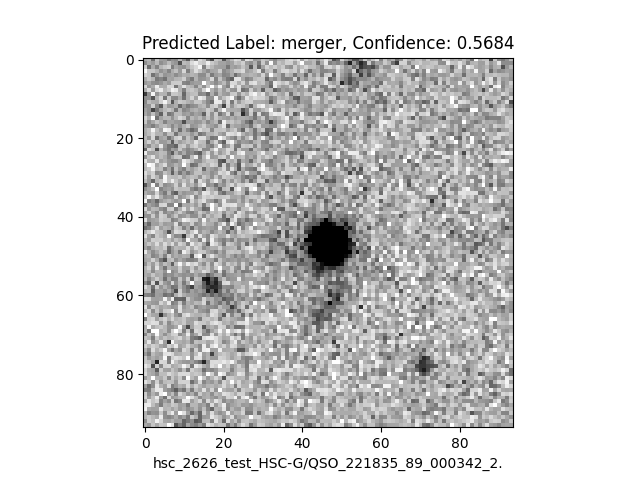 Predicted Label: merger, Confidence: 0.5684
0
20
40
60
80
0 20 40 60 80
hsc_2626_test_HSC-G/QSO_221835_89_000342_2.